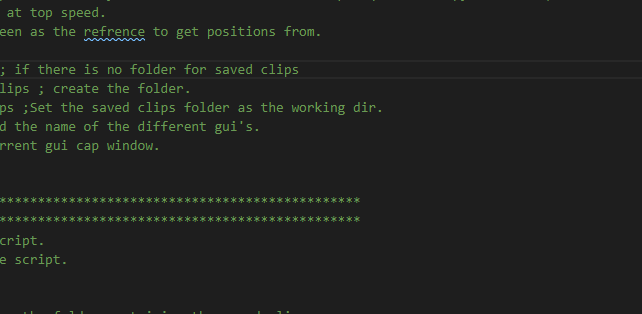 at top speed.
een as the refrence to get positions from.
; if there is no folder for saved clips
lips ; create the folder.
ps ;Set the saved clips folder as the working dir.
d the name of the different gui's.
rrent gui cap window.
***********************************************
***********************************************
cript.
e script.